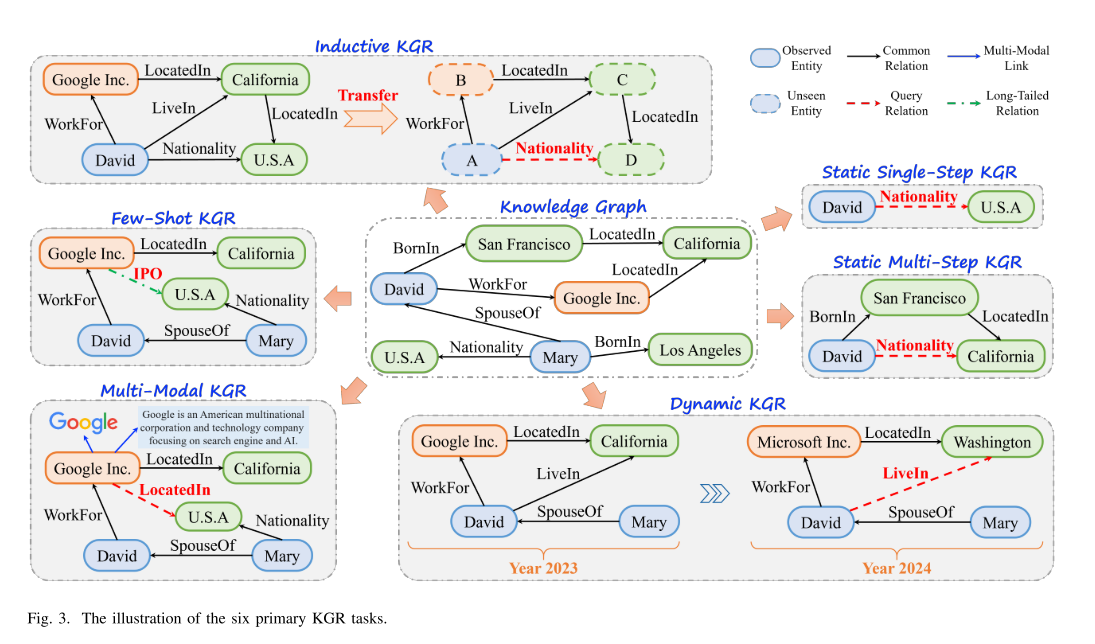 Inductive KGR
Google Inc.
LocatedIn
California
WorkFor
LiveIn
LocatedIn
David
Nationality
U.S.A
Transfer
B
LocatedIn
C
WorkFor
LiveIn
LocatedIn
A
Nationality
D
Observed
Entity
Common
Relation
Multi-Modal
Link
Unseen
Entity
Query
Relation
Long-Tailed
Relation
Few-Shot KGR
Google Inc.
LocatedIn
California
IPO
U.S.A
WorkFor
Nationality
SpouseOf
David
Mary
Knowledge Graph
San Francisco
LocatedIn
California
BornIn
LocatedIn
David
WorkFor
Google Inc.
SpouseOf
U.S.A
Nationality
Mary
BornIn
Los Angeles
Static Single-Step KGR
David
Nationality
U.S.A
Static Multi-Step KGR
San Francisco
BornIn
LocatedIn
David
Nationality
California
Multi-Modal KGR
Google
Google is an American multinational
corporation and technology company
focusing on search engine and AI.
Google Inc.
LocatedIn
California
LocatedIn
U.S.A
WorkFor
Nationality
SpouseOf
David
Mary
Dynamic KGR
Google Inc.
LocatedIn
California
LiveIn
WorkFor
David
SpouseOf
Mary
Year 2023
Microsoft Inc.
LocatedIn
Washington
LiveIn
WorkFor
David
SpouseOf
Mary
Year 2024
Fig. 3. The illustration of the six primary KGR tasks.